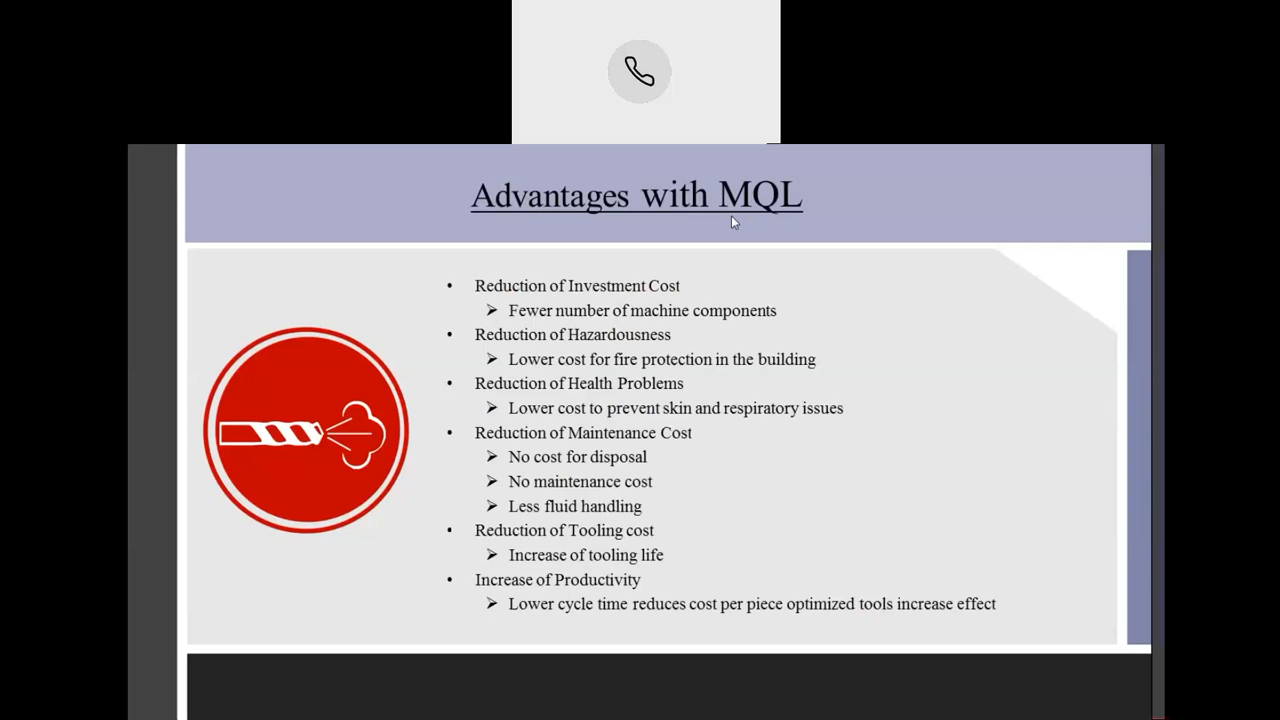 Advantages with MQL
• Reduction of Investment Cost
➢ Fewer number of machine components
• Reduction of Hazardousness
➢ Lower cost for fire protection in the building
• Reduction of Health Problems
➢ Lower cost to prevent skin and respiratory issues
• Reduction of Maintenance Cost
➢ No cost for disposal
➢ No maintenance cost
➢ Less fluid handling
• Reduction of Tooling cost
➢ Increase of tooling life
• Increase of Productivity
➢ Lower cycle time reduces cost per piece optimized tools increase effect